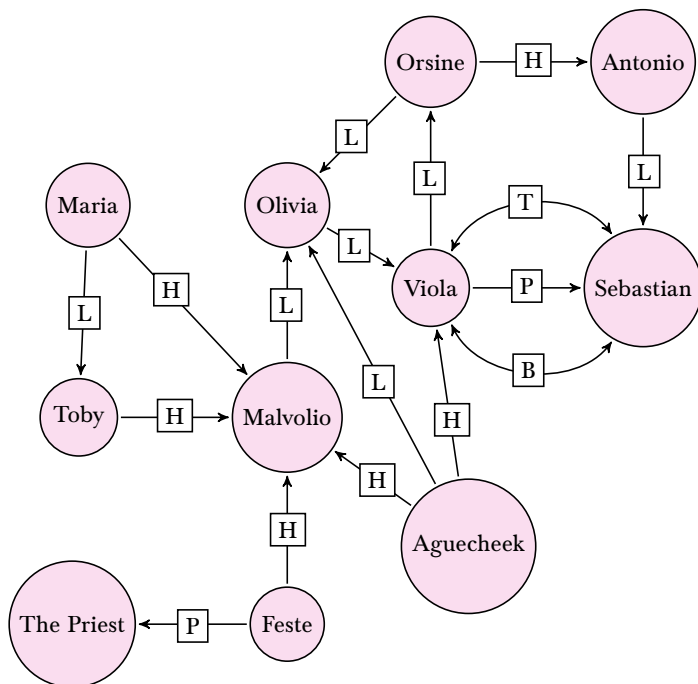 Orsine
H
Antonio
L
L
L
Maria
Olivia
T
L
H
Viola
P
Sebastian
L
L
L
B
Toby
H
Malvolio
H
H
Aguecheek
H
The Priest
P
Feste